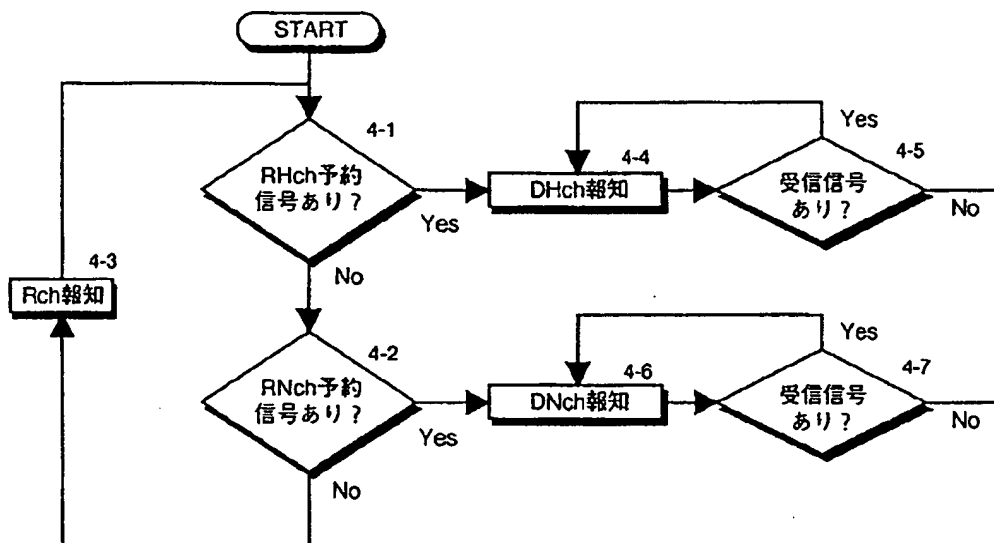 START
4-1
RHch予約
信号あり？
Yes
No
4-4
DHch報知
Yes
4-5
受信信号
あり？
No
4-3
Rch報知
4-2
RNch予約
信号あり？
Yes
No
4-6
DNch報知
Yes
4-7
受信信号
あり？
No